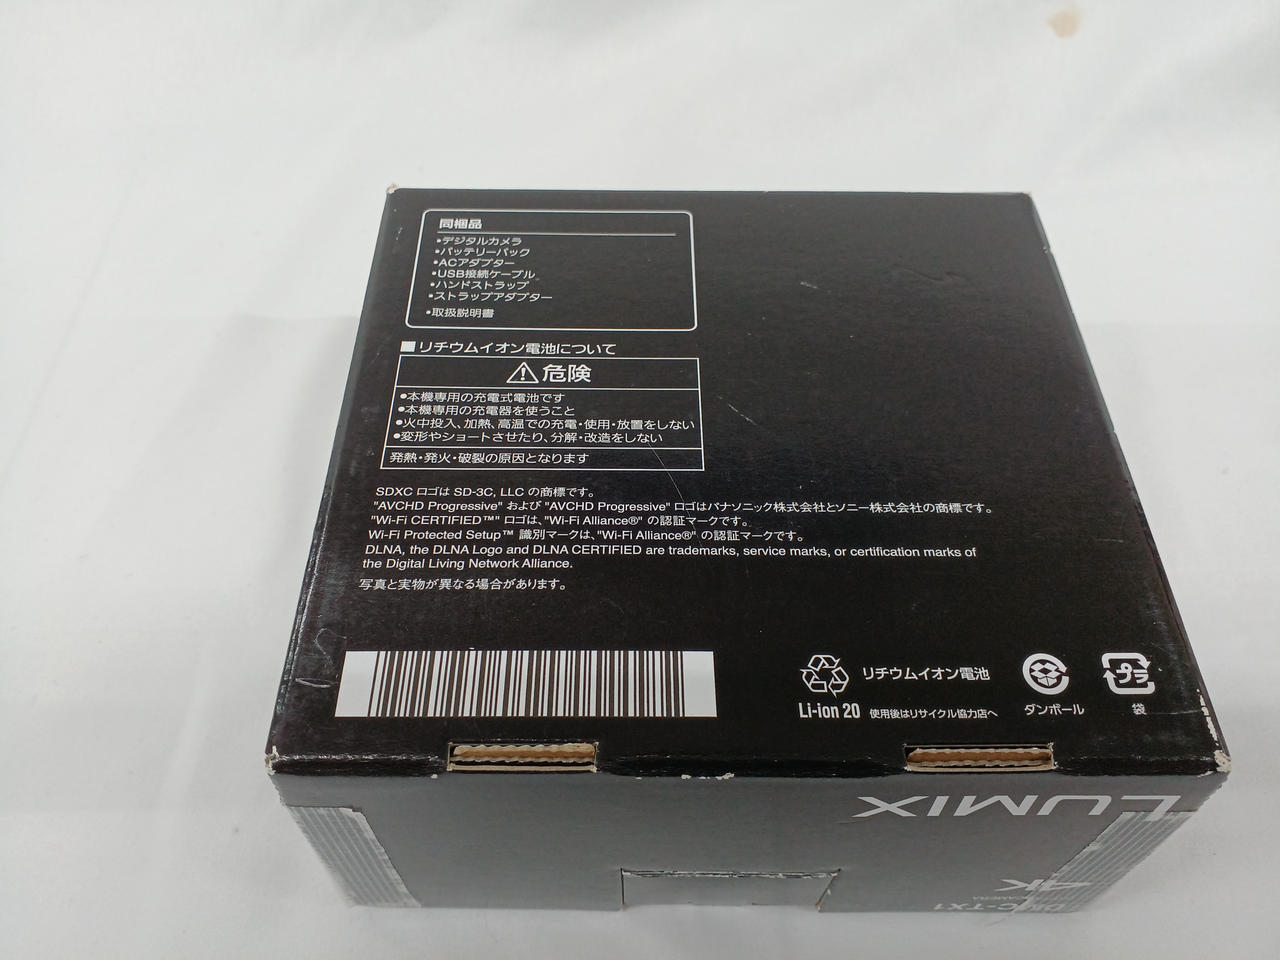 同梱品
•デジタルカメラ
•バッテリーパック
•ACアダプター
•USB接続ケーブル
•ハンドストラップ
•ストラップアダプター
•取扱説明書
■リチウムイオン電池について
⚠危険
●本機専用の充電式電池です
●本機専用の充電器を使うこと
●火中投入、加熱、高温での充電・使用・放置をしない
●変形やショートさせたり、分解・改造をしない
発熱・発火・破裂の原因となります
SDXC ロゴは SD-3C, LLC の商標です。
"AVCHD Progressive" および "AVCHD Progressive" ロゴはパナソニック株式会社とソニー株式会社の商標です。
"Wi-Fi CERTIFIED™" ロゴは、"Wi-Fi Alliance®" の認証マークです。
Wi-Fi Protected Setup™ 識別マークは、"Wi-Fi Alliance®" の認証マークです。
DLNA, the DLNA Logo and DLNA CERTIFIED are trademarks, service marks, or certification marks of
the Digital Living Network Alliance.
写真と実物が異なる場合があります。
リチウムイオン電池
Li-ion 20 使用後はリサイクル協力店へ
ダンボール
プラ
袋
LUMIX
4K
DMC-TX1